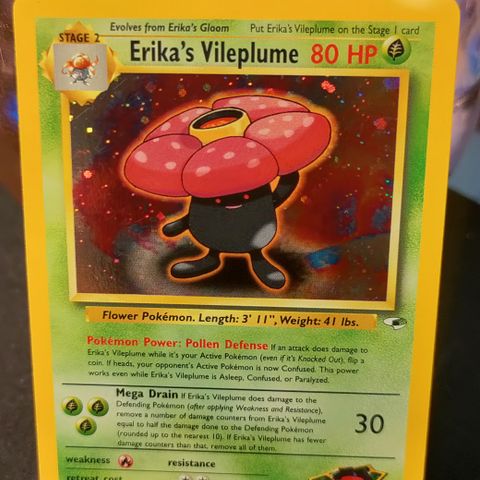 Evolves from Erika's Gloom Put Erika's Vileplume on the Stage 1 card
STAGE 2
Erika's Vileplume 80 HP
Flower Pokémon. Length: 3' 11", Weight: 41 lbs.
Pokémon Power: Pollen Defense If an attack does damage to
Erika's Vileplume while it's your Active Pokémon (even if it's Knocked Out), flip a
coin. If heads, your opponent's Active Pokémon is now Confused. This power
works even while Erika's Vileplume is Asleep, Confused, or Paralyzed.
Mega Drain If Erika's Vileplume does damage to the
Defending Pokémon (after applying Weakness and Resistance),
remove a number of damage counters from Erika's Vileplume
equal to half the damage done to the Defending Pokémon
(rounded up to the nearest 10). If Erika's Vileplume has fewer
damage counters than that, remove all of them.
30
weakness resistance
retreat cost